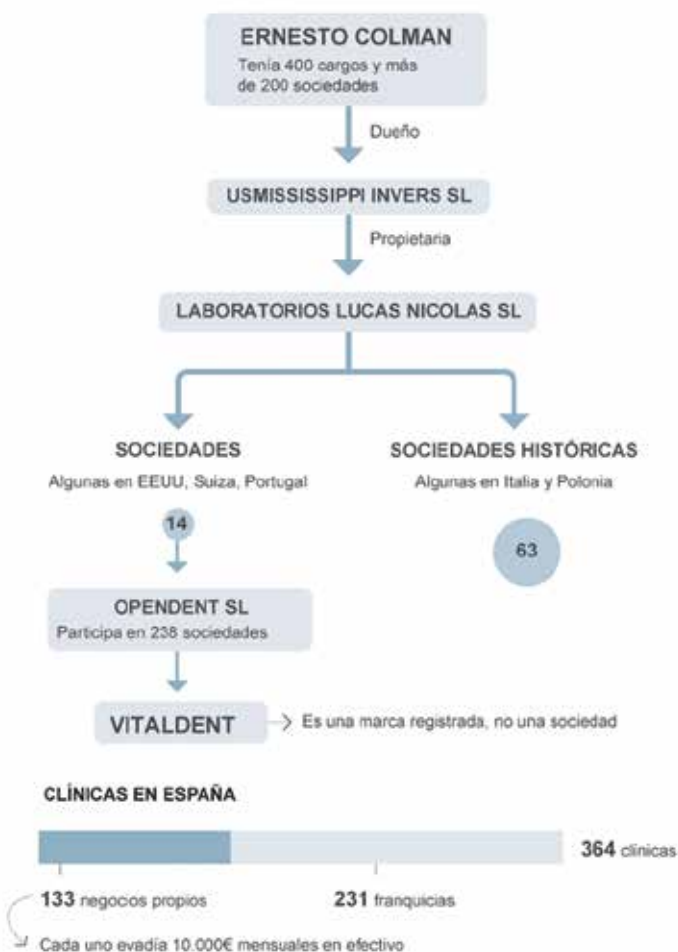 ERNESTO COLMAN
Tenía 400 cargos y más
de 200 sociedades
Dueño
USMISSISSIPPI INVERS SL
Propietaria
LABORATORIOS LUCAS NICOLAS SL
SOCIEDADES
Algunas en EEUU, Suiza, Portugal
14
SOCIEDADES HISTÓRICAS
Algunas en Italia y Polonia
63
OPENDENT SL
Participa en 238 sociedades
VITALDENT
Es una marca registrada, no una sociedad
CLÍNICAS EN ESPAÑA
364 clínicas
133 negocios propios
231 franquicias
Cada uno evadía 10.000€ mensuales en efectivo